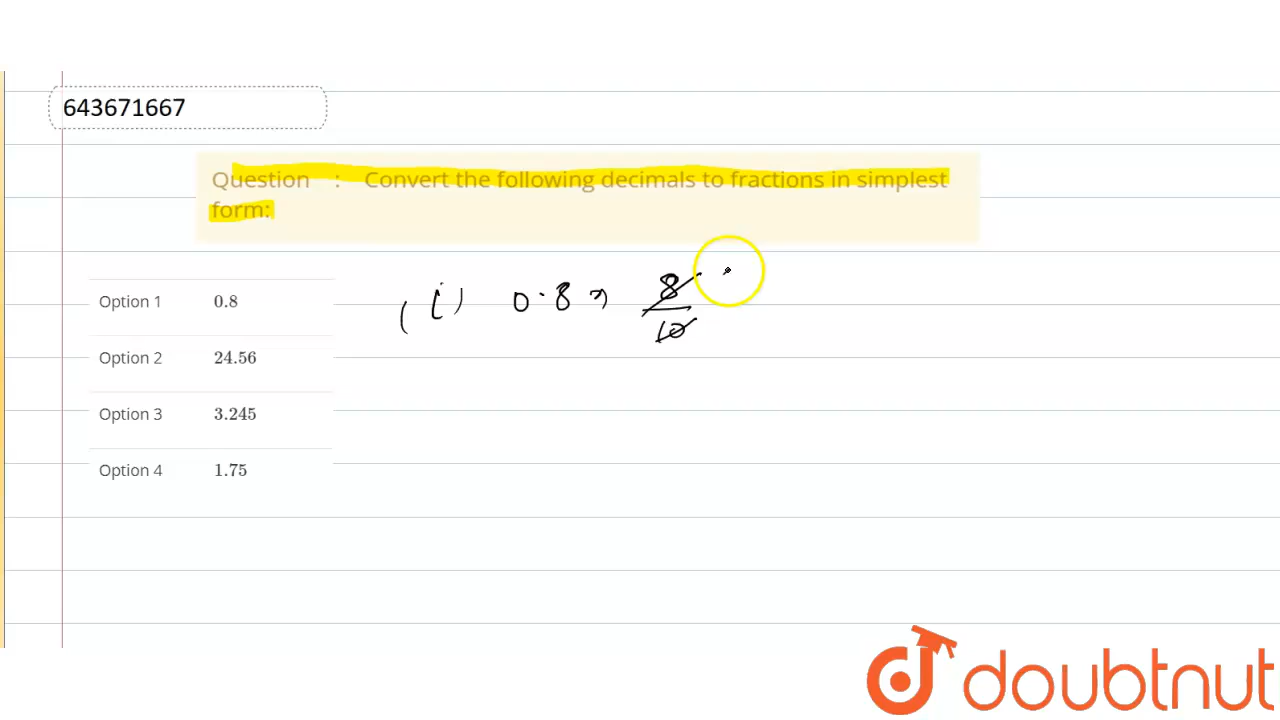 643671667
Question : Convert the following decimals to fractions in simplest
form:
(i) 0.8 ⇒ 8/10
Option 1 0.8
Option 2 24.56
Option 3 3.245
Option 4 1.75
doubtnut